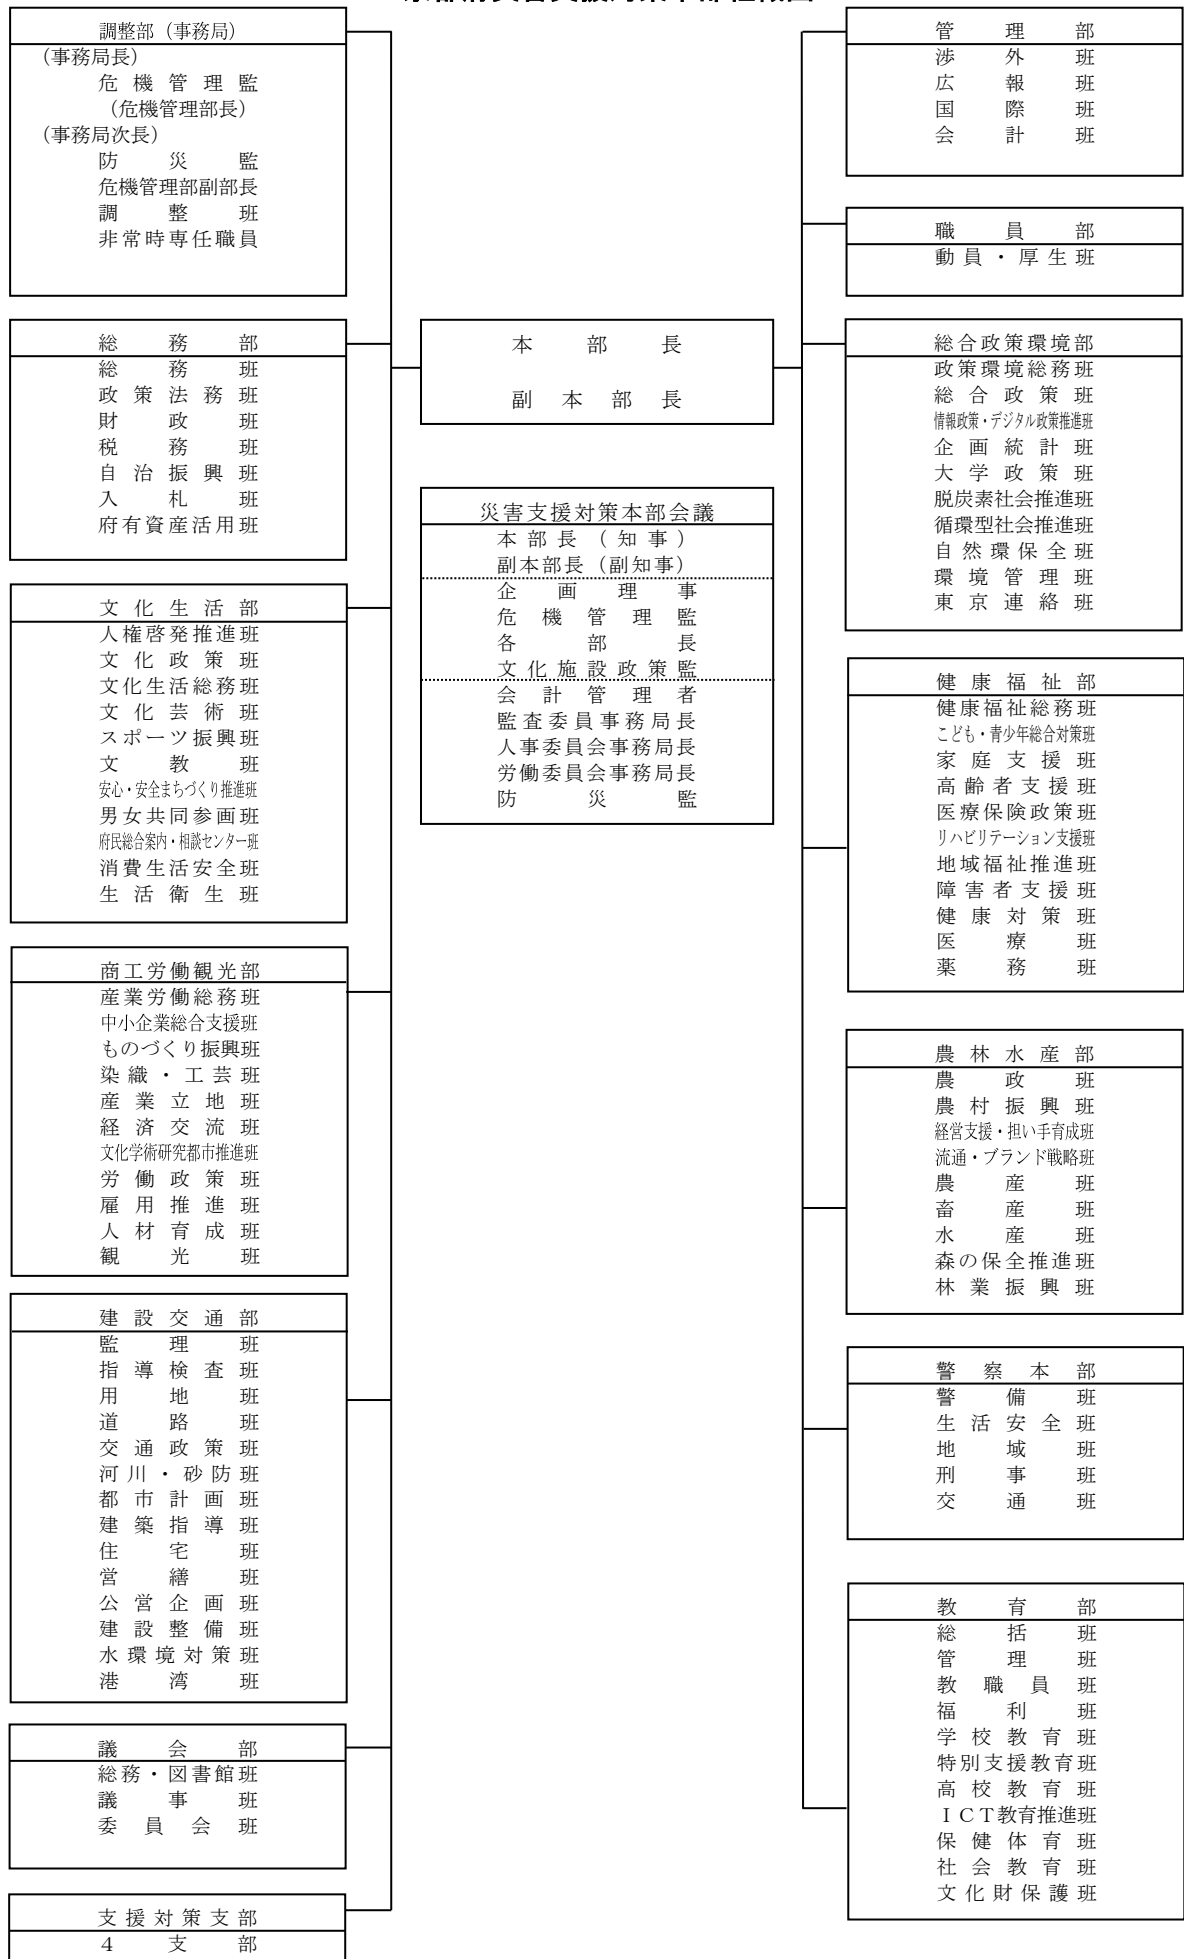 調整部(事務局)
(事務局長)
危機管理監
(危機管理部長)
(事務局次長)
防災監
危機管理部副部長
調整班
非常時専任職員
総務部
総務班
政策法務班
財政班
税務班
自治振興班
入札班
府有資産活用班
文化生活部
人権啓発推進班
文化政策班
文化生活総務班
文化芸術班
スポーツ振興班
文教班
安心・安全まちづくり推進班
男女共同参画班
府民総合案内・相談センター班
消費生活安全班
生活衛生班
商工労働観光部
産業労働総務班
中小企業総合支援班
ものづくり振興班
染織・工芸班
産業立地班
経済交流班
文化学術研究都市推進班
労働政策班
雇用推進班
人材育成班
観光班
建設交通部
監理班
指導検査班
用地班
道路班
交通政策班
河川・砂防班
都市計画班
建築指導班
住宅班
営繕班
公営企画班
建設整備班
水環境対策班
港湾班
議会部
総務・図書館班
議事班
委員会班
支援対策支部
4支部
本部長
副本部長
災害支援対策本部会議
本部長(知事)
副本部長(副知事)
企画理事
危機管理監
各部長
文化施設政策監
会計管理者
監査委員事務局長
人事委員会事務局長
労働委員会事務局長
防災監
管理部
渉外班
広報班
国際班
会計班
職員部
動員・厚生班
総合政策環境部
政策環境総務班
総合政策班
情報政策・デジタル政策推進班
企画統計班
大学政策班
脱炭素社会推進班
循環型社会推進班
自然環保全班
環境管理班
東京連絡班
健康福祉部
健康福祉総務班
こども・青少年総合対策班
家庭支援班
高齢者支援班
医療保険政策班
リハビリテーション支援班
地域福祉推進班
障害者支援班
健康対策班
医療班
薬務班
農林水産部
農政班
農村振興班
経営支援・担い手育成班
流通・ブランド戦略班
農産班
畜産班
水産班
森の保全推進班
林業振興班
警察本部
警備班
生活安全班
地域班
刑事班
交通班
教育部
総括班
管理班
教職員班
福利班
学校教育班
特別支援教育班
高校教育班
ICT教育推進班
保健体育班
社会教育班
文化財保護班